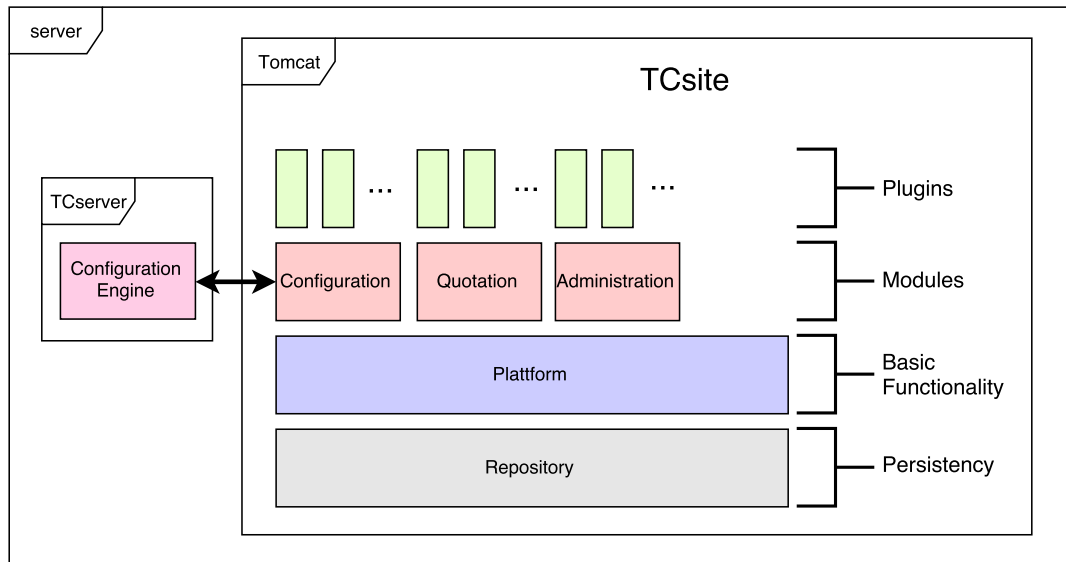 server
Tomcat
TCsite
... ... ...
Plugins
TCserver
Configuration
Engine
Configuration
Quotation
Administration
Modules
Plattform
Basic
Functionality
Repository
Persistency